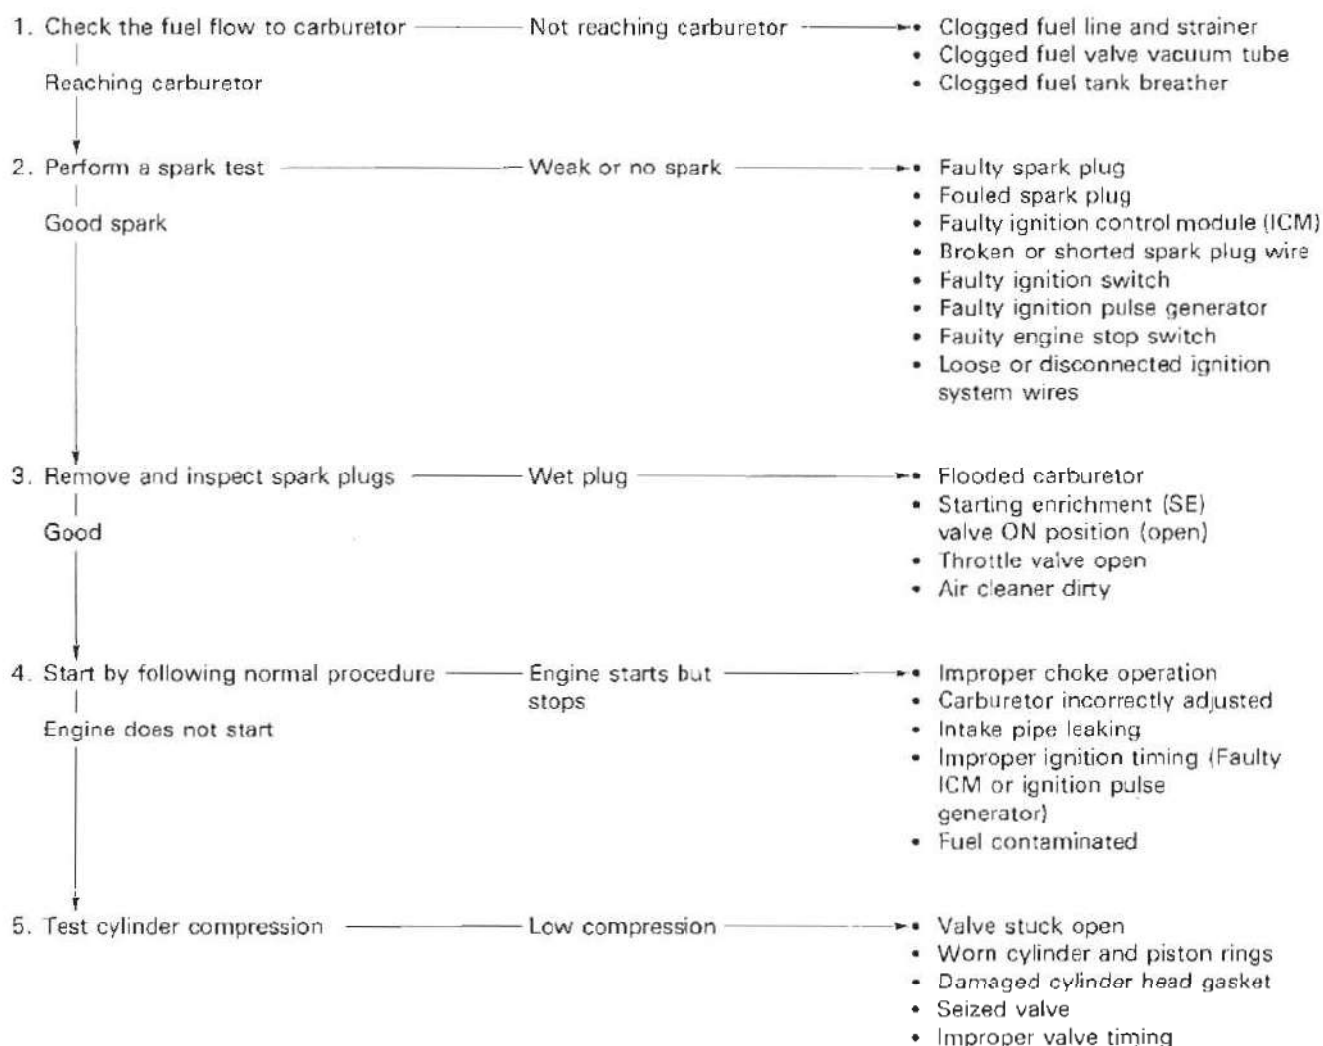 1. Check the fuel flow to carburetor Not reaching carburetor • Clogged fuel line and strainer
• Clogged fuel valve vacuum tube
Reaching carburetor • Clogged fuel tank breather
2. Perform a spark test Weak or no spark • Faulty spark plug
• Fouled spark plug
Good spark • Faulty ignition control module (ICM)
• Broken or shorted spark plug wire
• Faulty ignition switch
• Faulty ignition pulse generator
• Faulty engine stop switch
• Loose or disconnected ignition
system wires
3. Remove and inspect spark plugs Wet plug • Flooded carburetor
• Starting enrichment (SE)
Good valve ON position (open)
• Throttle valve open
• Air cleaner dirty
4. Start by following normal procedure Engine starts but • Improper choke operation
stops • Carburetor incorrectly adjusted
Engine does not start • Intake pipe leaking
• Improper ignition timing (Faulty
ICM or ignition pulse
generator)
• Fuel contaminated
5. Test cylinder compression Low compression • Valve stuck open
• Worn cylinder and piston rings
• Damaged cylinder head gasket
• Seized valve
• Improper valve timing